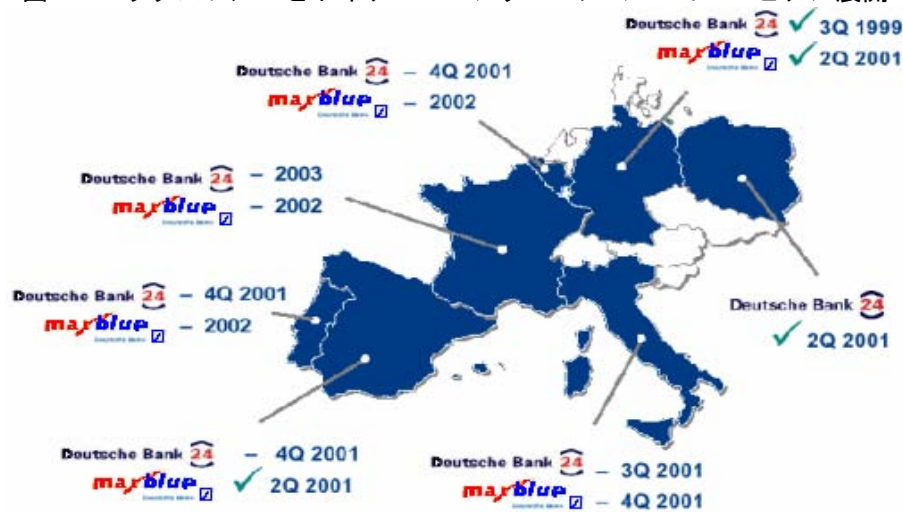 Deutsche Bank 24 ✓ 3Q 1999
maxblue ✓ 2Q 2001
Deutsche Bank 24 – 4Q 2001
maxblue – 2002
Deutsche Bank 24 – 2003
maxblue – 2002
Deutsche Bank 24 – 4Q 2001
maxblue – 2002
Deutsche Bank 24
✓ 2Q 2001
Deutsche Bank 24 – 4Q 2001
maxblue ✓ 2Q 2001
Deutsche Bank 24 – 3Q 2001
maxblue – 4Q 2001